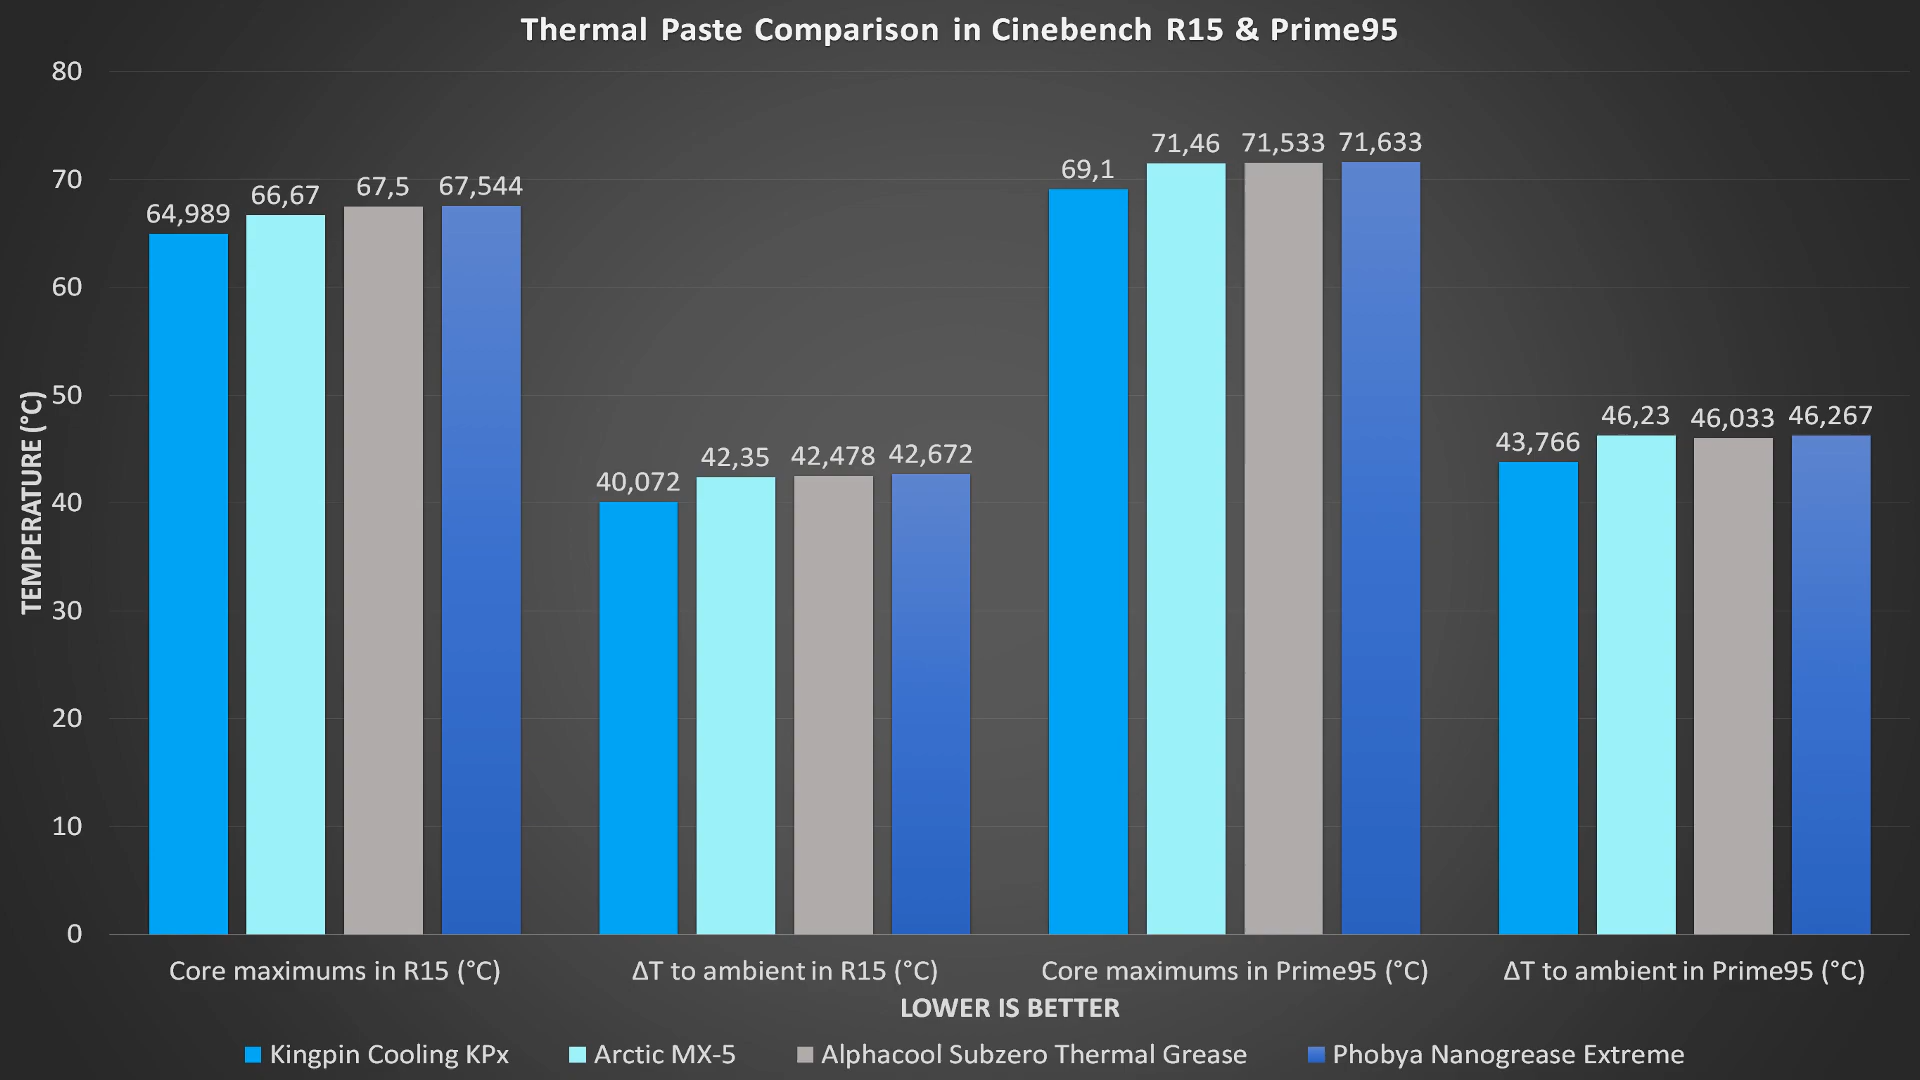 Thermal Paste Comparison in Cinebench R15 & Prime95
TEMPERATURE (°C)
80
70
60
50
40
30
20
10
0
64,989 66,67 67,5 67,544
40,072 42,35 42,478 42,672
69,1 71,46 71,533 71,633
43,766 46,23 46,033 46,267
Core maximums in R15 (°C)
ΔT to ambient in R15 (°C)
Core maximums in Prime95 (°C)
ΔT to ambient in Prime95 (°C)
LOWER IS BETTER
Kingpin Cooling KPx
Arctic MX-5
Alphacool Subzero Thermal Grease
Phobya Nanogrease Extreme